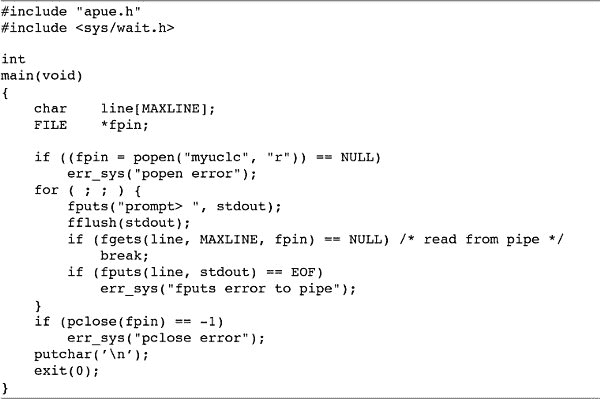 #include "apue.h"
#include <sys/wait.h>

int
main(void)
{
    char    line[MAXLINE];
    FILE    *fpin;

    if ((fpin = popen("myuclc", "r")) == NULL)
        err_sys("popen error");
    for ( ; ; ) {
        fputs("prompt> ", stdout);
        fflush(stdout);
        if (fgets(line, MAXLINE, fpin) == NULL) /* read from pipe */
            break;
        if (fputs(line, stdout) == EOF)
            err_sys("fputs error to pipe");
    }
    if (pclose(fpin) == -1)
        err_sys("pclose error");
    putchar('\n');
    exit(0);
}